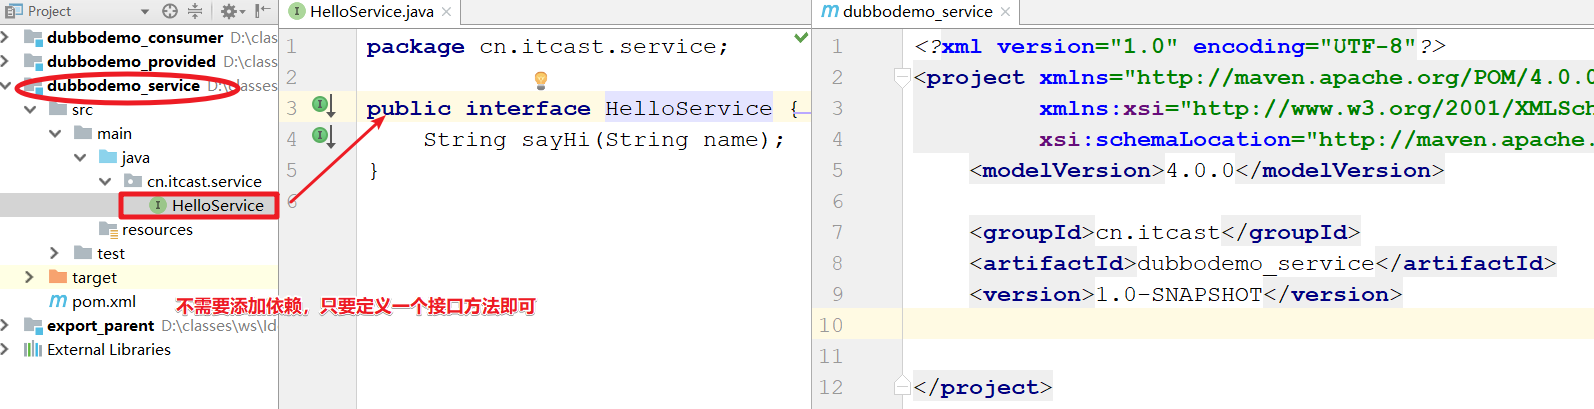 Project
dubbodemo_consumer D:\clas
dubbodemo_provided D:\clas
dubbodemo_service D:\classes
src
main
java
cn.itcast.service
HelloService
resources
test
target
pom.xml
export_parent D:\classes\ws\Id
External Libraries
不需要添加依赖，只要定义一个接口方法即可
HelloService.java
1 package cn.itcast.service;
2
3 public interface HelloService {
4 String sayHi(String name);
5 }
6
dubbodemo_service
1 <?xml version="1.0" encoding="UTF-8"?>
2 <project xmlns="http://maven.apache.org/POM/4.0.0
3 xmlns:xsi="http://www.w3.org/2001/XMLSch
4 xsi:schemaLocation="http://maven.apache.
5 <modelVersion>4.0.0</modelVersion>
6
7 <groupId>cn.itcast</groupId>
8 <artifactId>dubbodemo_service</artifactId>
9 <version>1.0-SNAPSHOT</version>
10
11
12 </project>